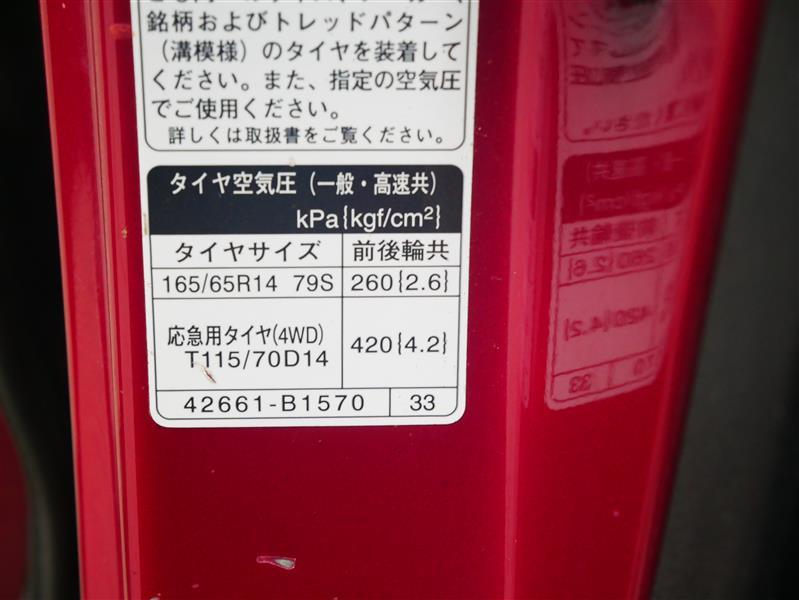 銘柄およびトレッドパターン
（溝模様）のタイヤを装着して
ください。また、指定の空気圧
でご使用ください。
詳しくは取扱書をご覧ください。
タイヤ空気圧（一般・高速共）
kPa{kgf/cm²}
タイヤサイズ 前後輪共
165/65R14 79S 260{2.6}
応急用タイヤ(4WD)
T115/70D14 420{4.2}
42661-B1570 33